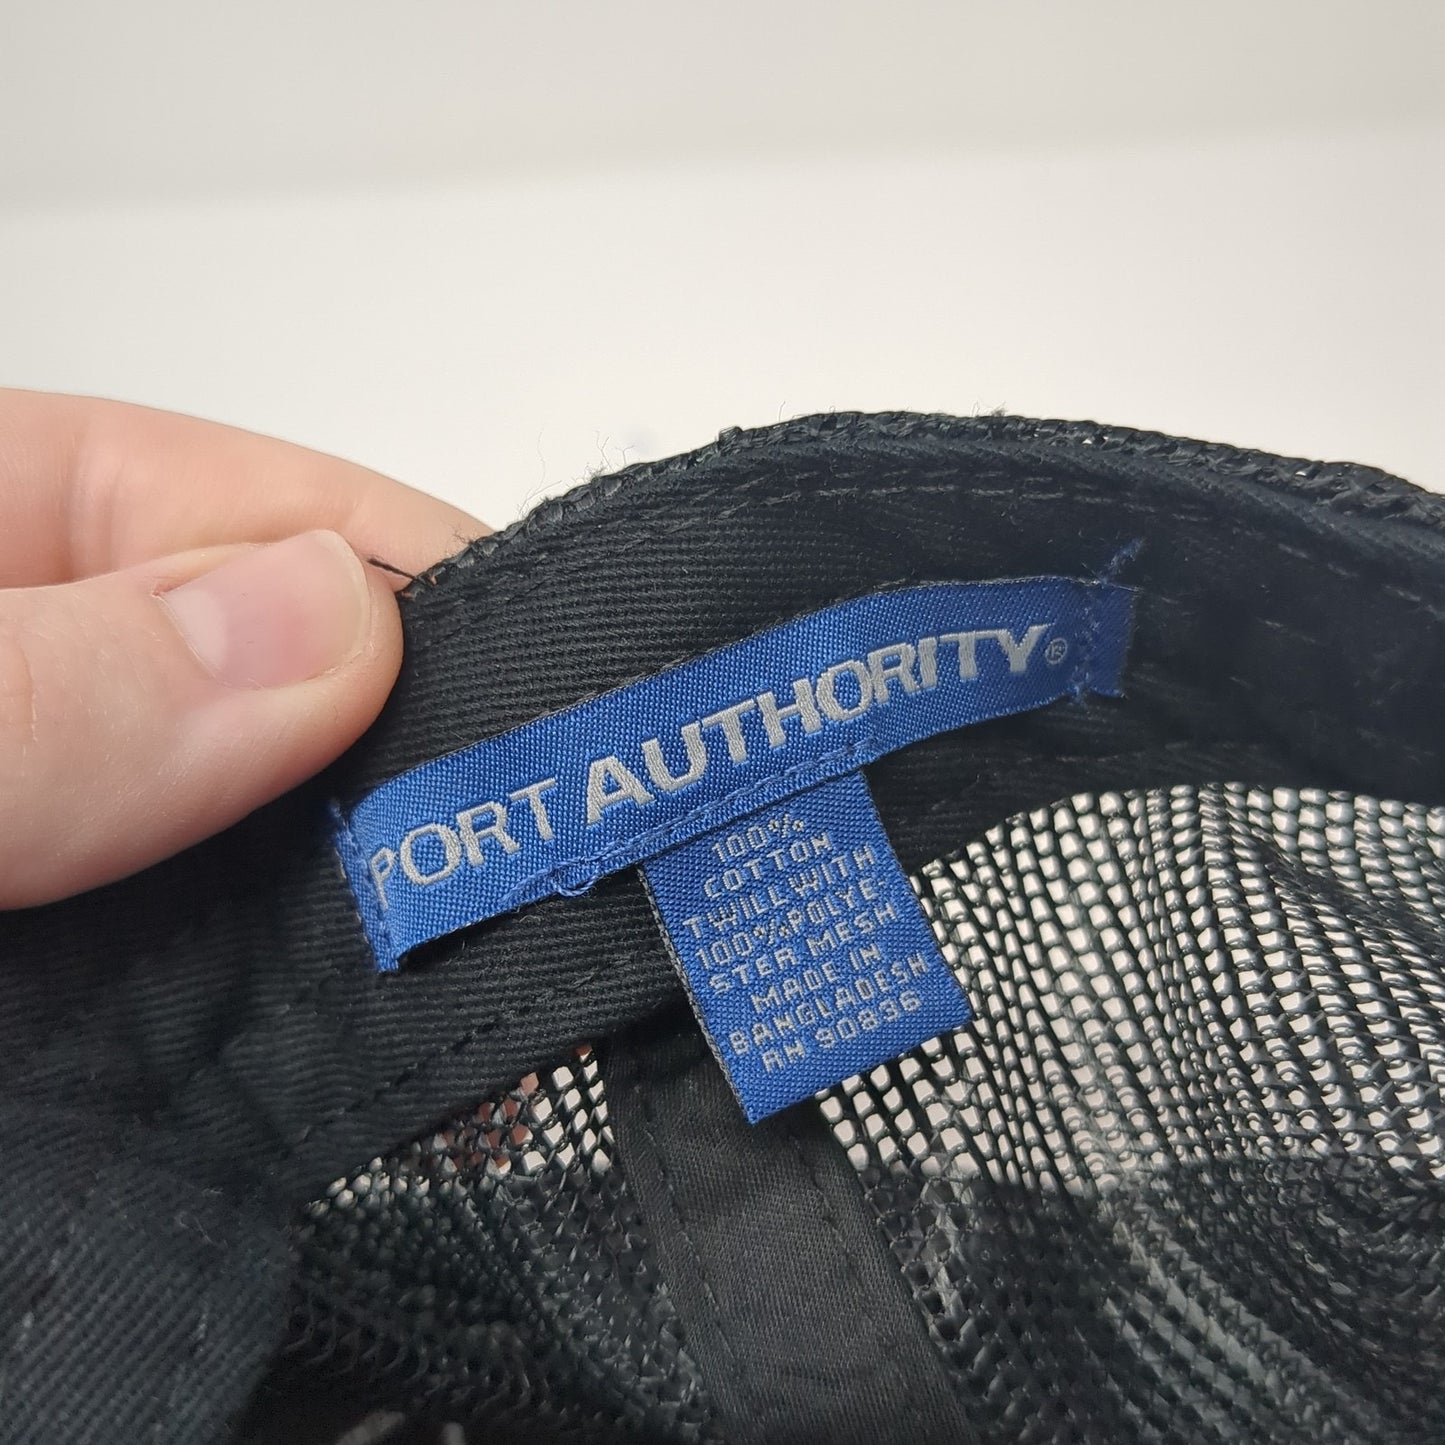 PORT AUTHORITY®
100%
COTTON
TWILL WITH
100% POLYE-
STER MESH
MADE IN
BANGLADESH
RN 90836